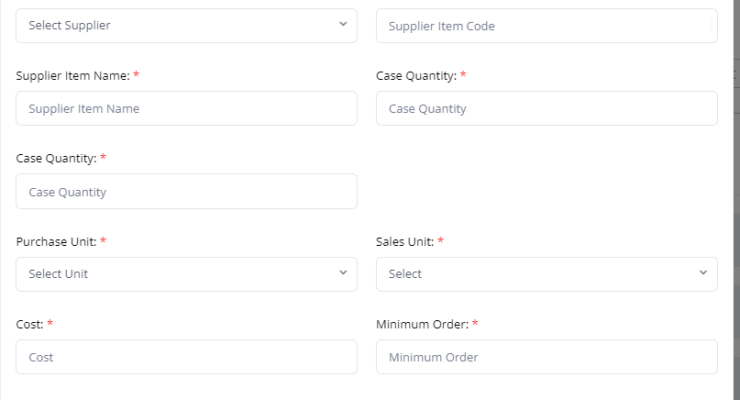 Select Supplier
Supplier Item Code
Supplier Item Name: *
Case Quantity: *
Supplier Item Name
Case Quantity
Case Quantity: *
Case Quantity
Purchase Unit: *
Sales Unit: *
Select Unit
Select
Cost: *
Minimum Order: *
Cost
Minimum Order